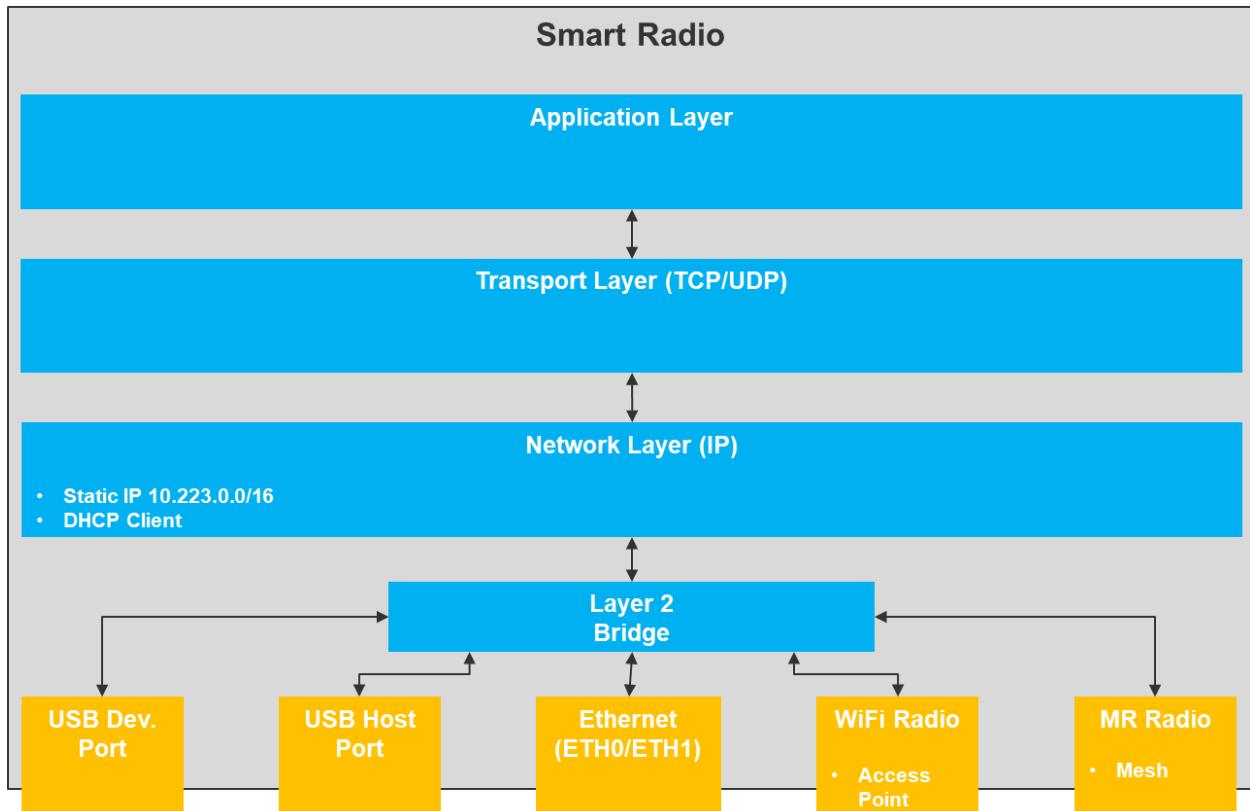 Smart Radio
Application Layer
Transport Layer (TCP/UDP)
Network Layer (IP)
• Static IP 10.223.0.0/16
• DHCP Client
Layer 2
Bridge
USB Dev.
Port
USB Host
Port
Ethernet
(ETH0/ETH1)
WiFi Radio
• Access
Point
MR Radio
• Mesh